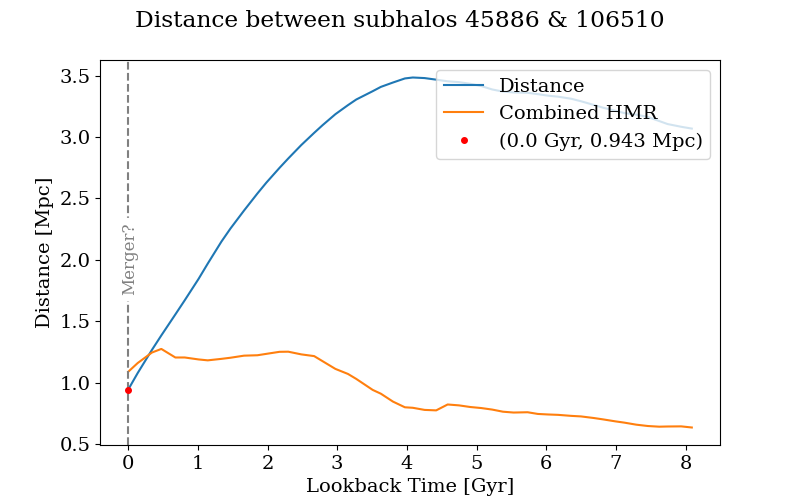 Distance between subhalos 45886 & 106510
Distance [Mpc]
3.5
3.0
2.5
2.0
1.5
1.0
0.5
Merger?
Distance
Combined HMR
(0.0 Gyr, 0.943 Mpc)
0 1 2 3 4 5 6 7 8
Lookback Time [Gyr]